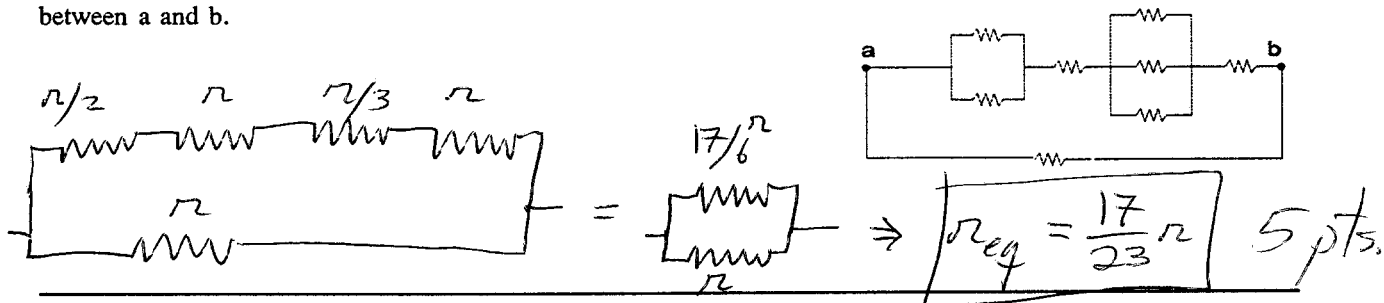 between a and b.
a
b
r/2 r r/3 r
r
=
17/6 r
r
⇒ r_eq = 17/23 r 5 pts.